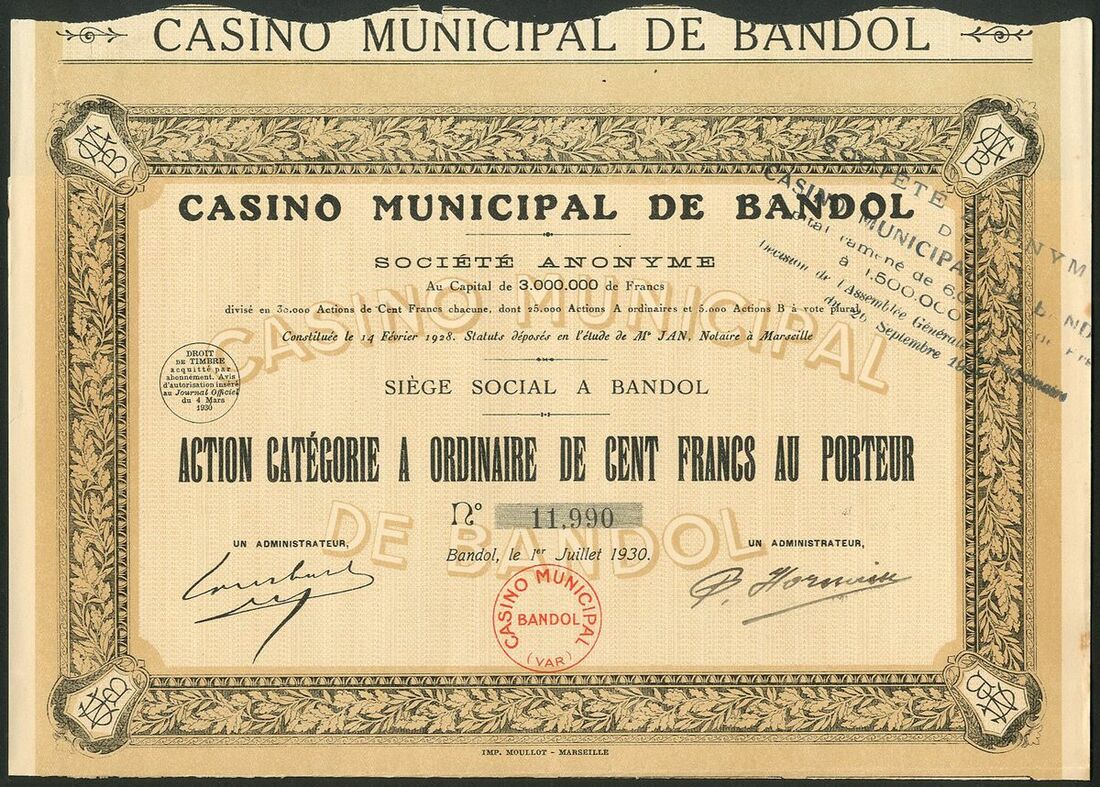 CASINO MUNICIPAL DE BANDOL
CASINO MUNICIPAL DE BANDOL
SOCIÉTÉ ANONYME
Au Capital de 3.000.000 de Francs
divisé en 30.000 Actions de Cent Francs chacune, dont 25.000 Actions A ordinaires et 5.000 Actions B à vote plural
Constituée le 14 Février 1928. Statuts déposés en l'étude de Me JAN, Notaire à Marseille
SOCIÉTÉ ANONYME
D
CASINO MUNICIPAL DE BANDOL
ramené de
à 1.500.000
Décision de l'Assemblée Générale
du 26 Septembre
DROIT
DE TIMBRE
acquitté par
abonnement. Avis
d'autorisation inséré
au Journal Officiel
du 4 Mars
1930
SIÈGE SOCIAL A BANDOL
CASINO MUNICIPAL
DE BANDOL
ACTION CATÉGORIE A ORDINAIRE DE CENT FRANCS AU PORTEUR
No 11,990
UN ADMINISTRATEUR,
Bandol, le 1er Juillet 1930.
UN ADMINISTRATEUR,
CASINO MUNICIPAL
BANDOL
(VAR)
IMP. MOULLOT - MARSEILLE